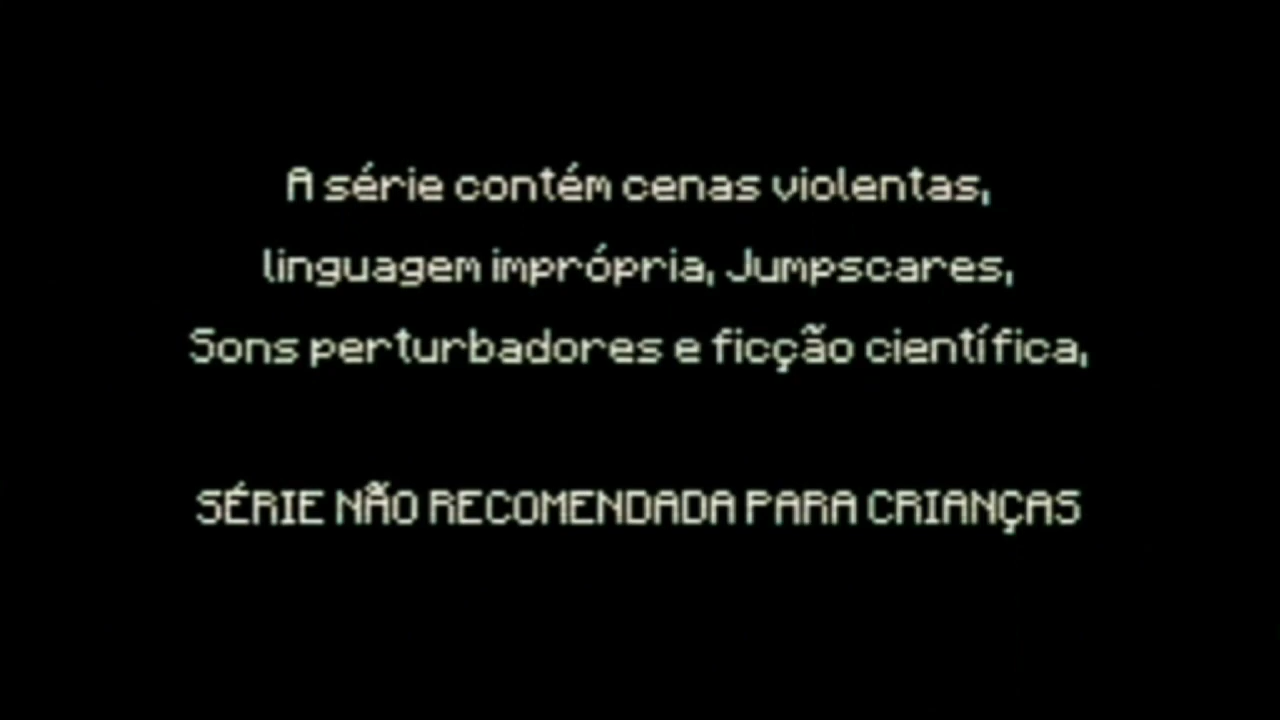 A série contém cenas violentas,
linguagem imprópria, Jumpscares,
Sons perturbadores e ficção científica,
SÉRIE NÃO RECOMENDADA PARA CRIANÇAS